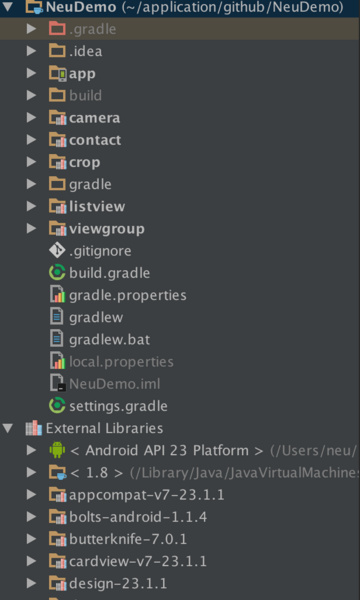 NeuDemo (~/application/github/NeuDemo)
.gradle
.idea
app
build
camera
contact
crop
gradle
listview
viewgroup
.gitignore
build.gradle
gradle.properties
gradlew
gradlew.bat
local.properties
NeuDemo.iml
settings.gradle
External Libraries
< Android API 23 Platform > (/Users/neu/
< 1.8 > (/Library/Java/JavaVirtualMachine
appcompat-v7-23.1.1
bolts-android-1.1.4
butterknife-7.0.1
cardview-v7-23.1.1
design-23.1.1